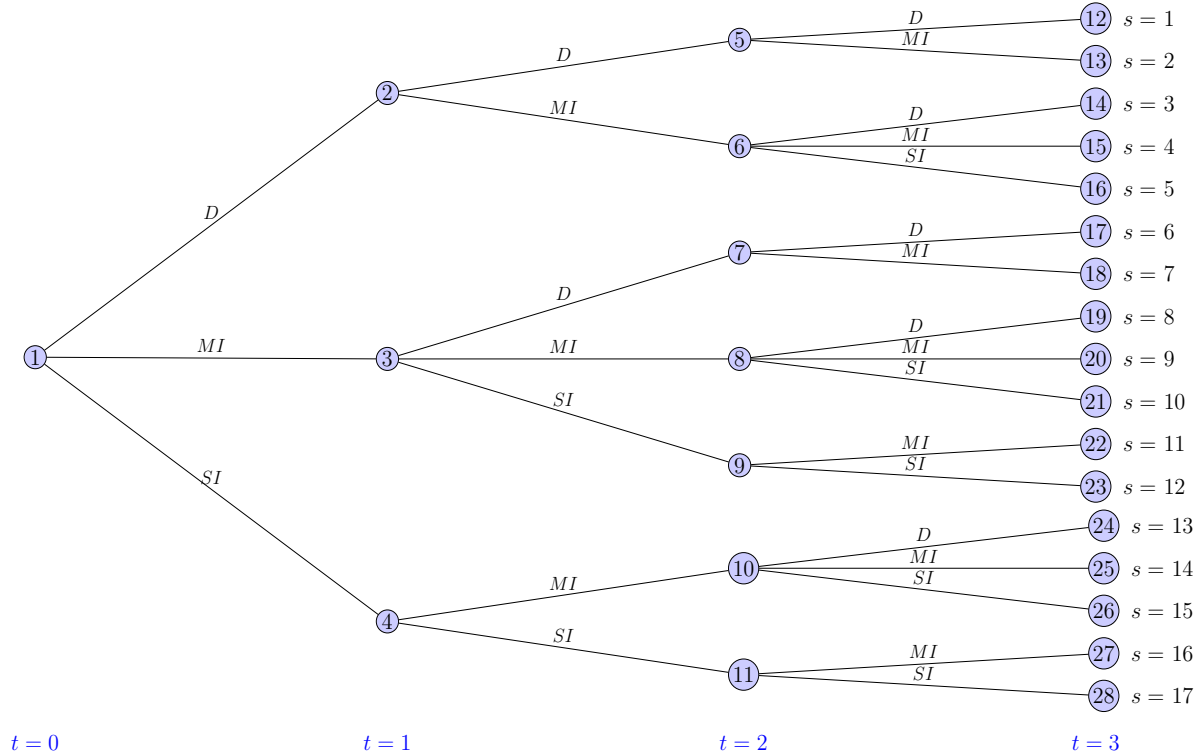 D 12 s = 1
5 MI
D 13 s = 2
2
MI D 14 s = 3
6 MI 15 s = 4
SI
16 s = 5
D
D 17 s = 6
7 MI
D 18 s = 7
D 19 s = 8
1 MI 3 MI 8 MI 20 s = 9
SI
SI 21 s = 10
MI 22 s = 11
9 SI
SI 23 s = 12
D 24 s = 13
MI 10 MI 25 s = 14
SI
4 26 s = 15
SI MI 27 s = 16
11 SI
28 s = 17
t = 0 t = 1 t = 2 t = 3